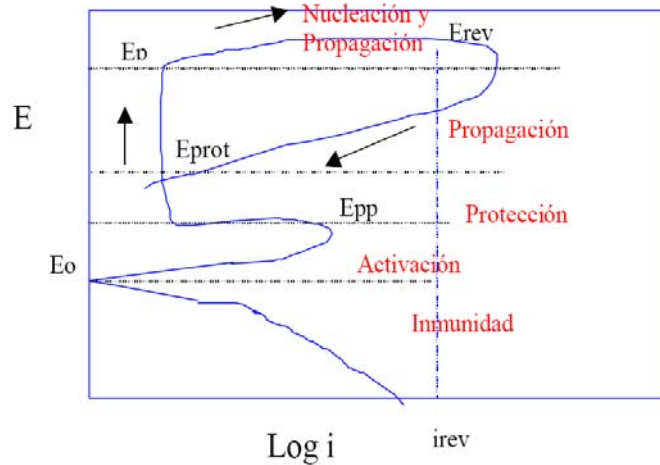 Nucleación y
Propagación
Ep
Erev
E
Propagación
Eprot
Epp
Protección
Eo
Activación
Inmunidad
Log i
irev